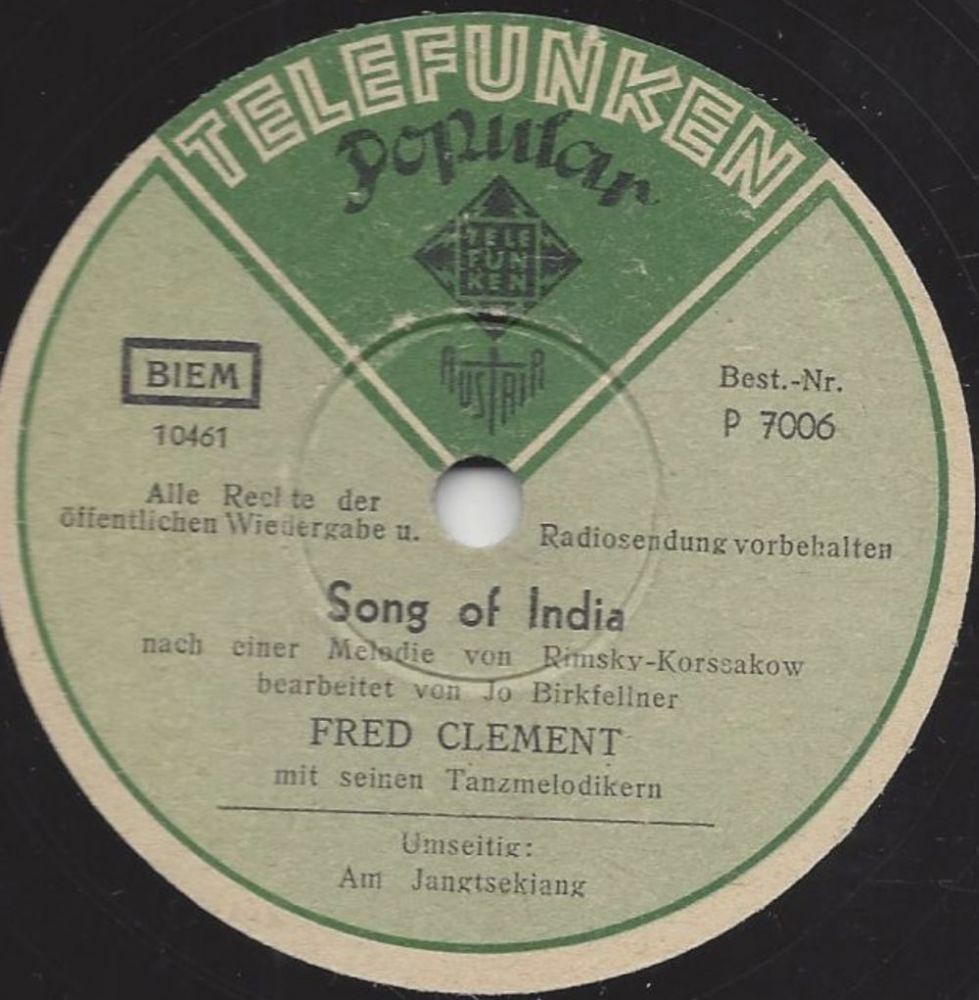 TELEFUNKEN
Popular
TELE
FUN
KEN
AUSTRIA
BIEM
10461
Best.-Nr.
P 7006
Alle Rechte der
öffentlichen Wiedergabe u. Radiosendung vorbehalten
Song of India
nach einer Melodie von Rimsky-Korssakow
bearbeitet von Jo Birkfellner
FRED CLEMENT
mit seinen Tanzmelodikern
Umseitig:
Am Jangtsekiang